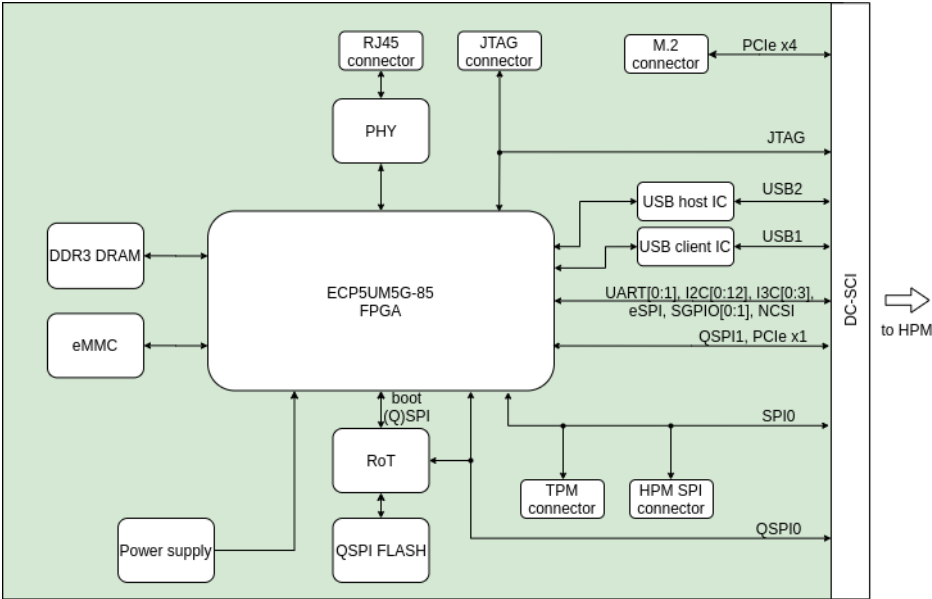 RJ45
connector
JTAG
connector
M.2
connector
PCIe x4
PHY
JTAG
USB host IC
USB2
USB client IC
USB1
DDR3 DRAM
ECP5UM5G-85
FPGA
UART[0:1], I2C[0:12], I3C[0:3],
eSPI, SGPIO[0:1], NCSI
DC-SCI
to HPM
eMMC
QSPI1, PCIe x1
boot
(Q)SPI
SPI0
RoT
TPM
connector
HPM SPI
connector
QSPI0
Power supply
QSPI FLASH